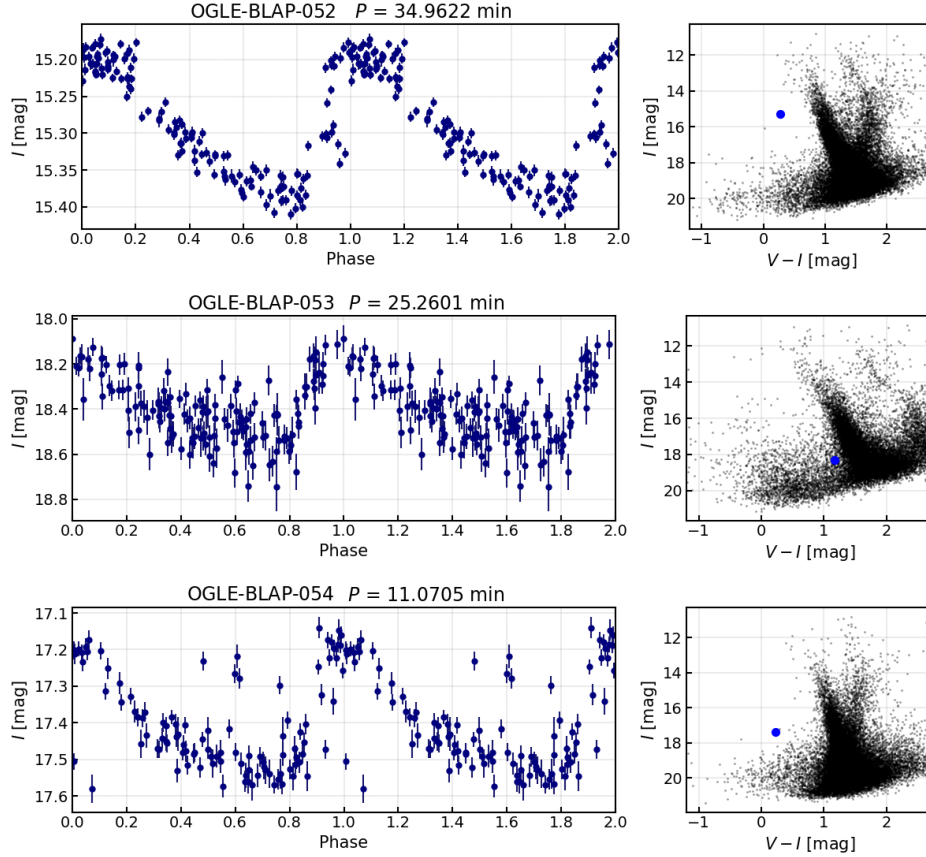 OGLE-BLAP-052 P = 34.9622 min
I [mag]
15.20
15.25
15.30
15.35
15.40
0.0 0.2 0.4 0.6 0.8 1.0 1.2 1.4 1.6 1.8 2.0
Phase
I [mag]
12
14
16
18
20
−1 0 1 2
V − I [mag]
OGLE-BLAP-053 P = 25.2601 min
I [mag]
18.0
18.2
18.4
18.6
18.8
0.0 0.2 0.4 0.6 0.8 1.0 1.2 1.4 1.6 1.8 2.0
Phase
I [mag]
12
14
16
18
20
−1 0 1 2
V − I [mag]
OGLE-BLAP-054 P = 11.0705 min
I [mag]
17.1
17.2
17.3
17.4
17.5
17.6
0.0 0.2 0.4 0.6 0.8 1.0 1.2 1.4 1.6 1.8 2.0
Phase
I [mag]
12
14
16
18
20
−1 0 1 2
V − I [mag]